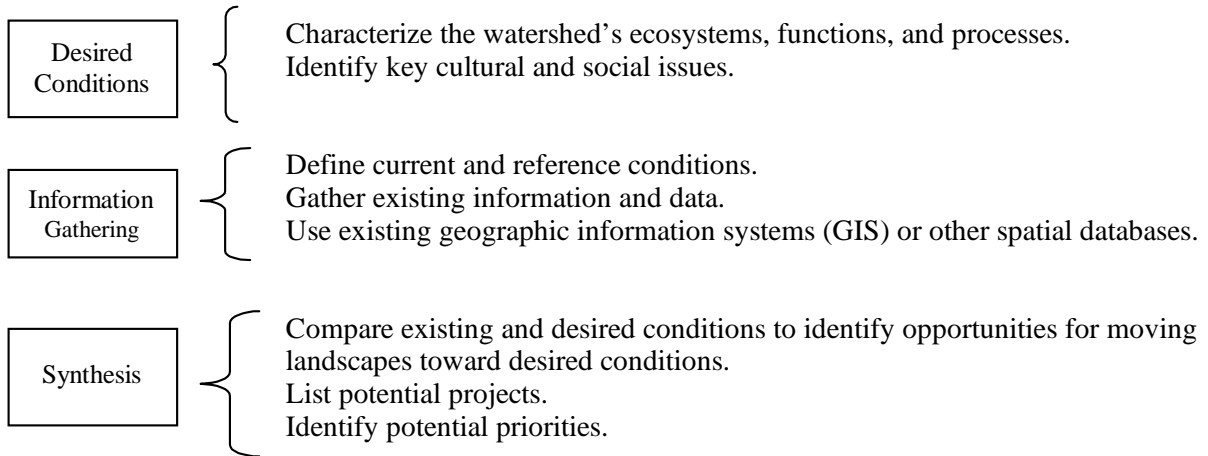 Desired
Conditions
Characterize the watershed’s ecosystems, functions, and processes.
Identify key cultural and social issues.
Information
Gathering
Define current and reference conditions.
Gather existing information and data.
Use existing geographic information systems (GIS) or other spatial databases.
Synthesis
Compare existing and desired conditions to identify opportunities for moving
landscapes toward desired conditions.
List potential projects.
Identify potential priorities.